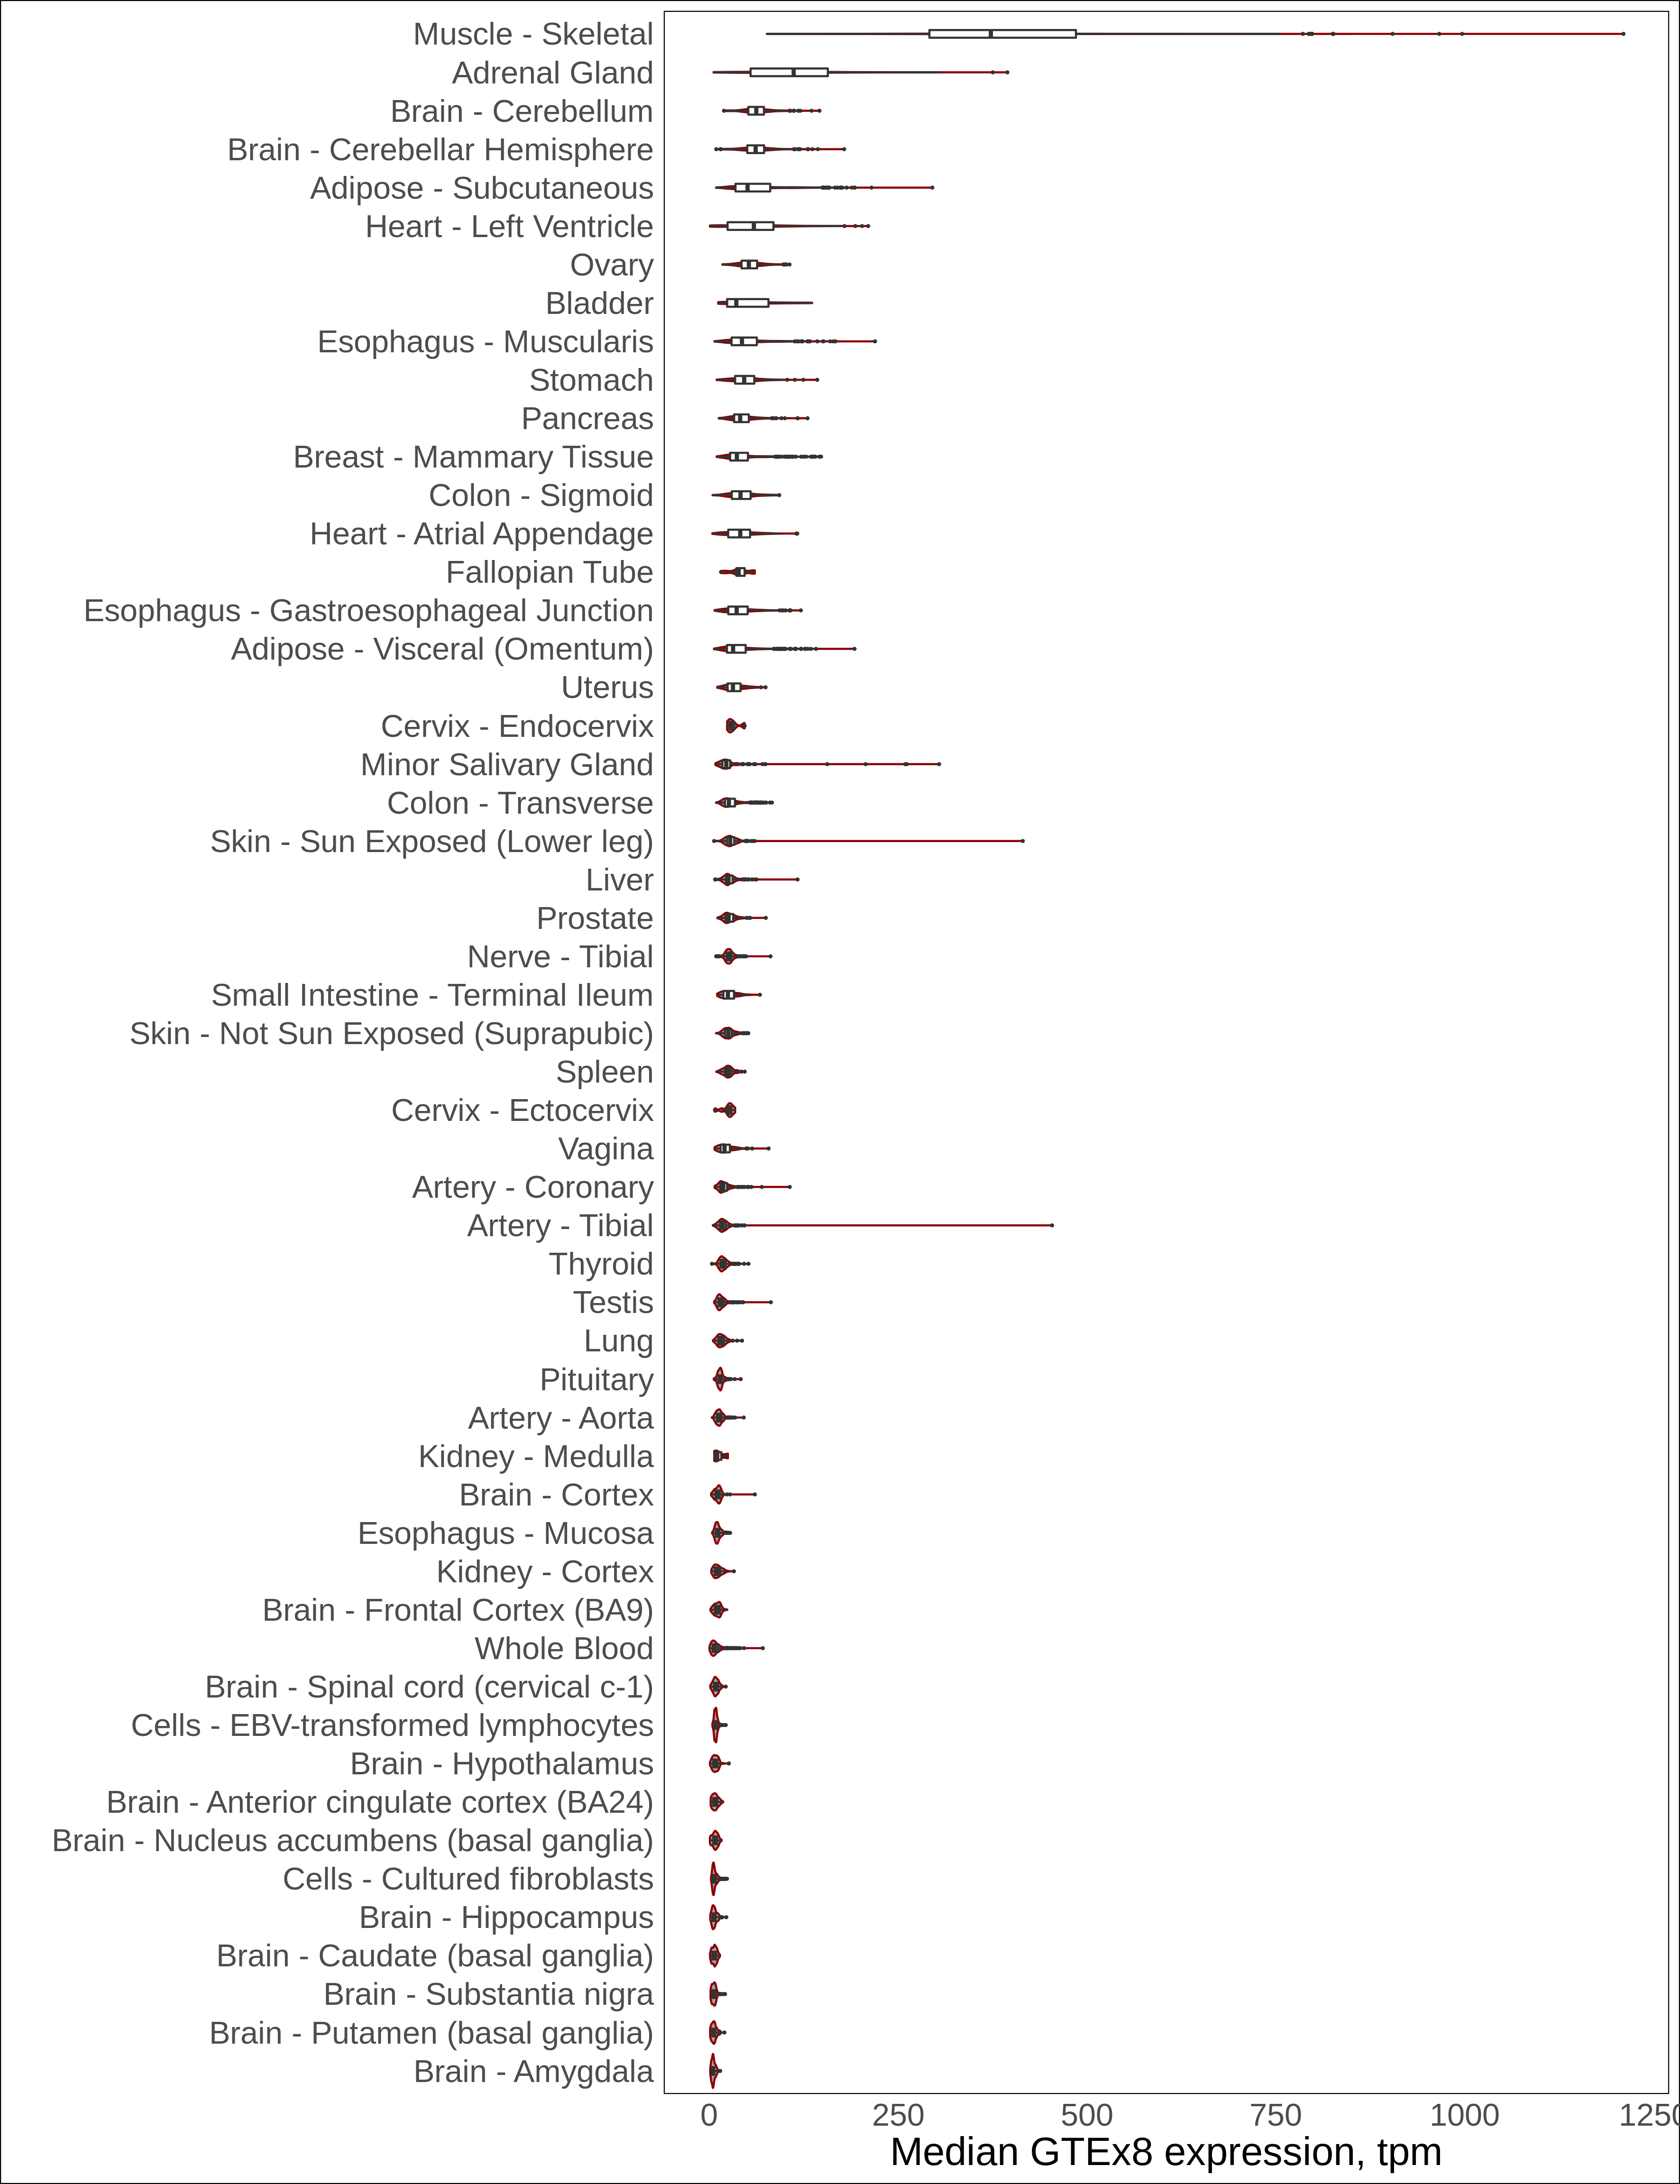 Muscle - Skeletal
Adrenal Gland
Brain - Cerebellum
Brain - Cerebellar Hemisphere
Adipose - Subcutaneous
Heart - Left Ventricle
Ovary
Bladder
Esophagus - Muscularis
Stomach
Pancreas
Breast - Mammary Tissue
Colon - Sigmoid
Heart - Atrial Appendage
Fallopian Tube
Esophagus - Gastroesophageal Junction
Adipose - Visceral (Omentum)
Uterus
Cervix - Endocervix
Minor Salivary Gland
Colon - Transverse
Skin - Sun Exposed (Lower leg)
Liver
Prostate
Nerve - Tibial
Small Intestine - Terminal Ileum
Skin - Not Sun Exposed (Suprapubic)
Spleen
Cervix - Ectocervix
Vagina
Artery - Coronary
Artery - Tibial
Thyroid
Testis
Lung
Pituitary
Artery - Aorta
Kidney - Medulla
Brain - Cortex
Esophagus - Mucosa
Kidney - Cortex
Brain - Frontal Cortex (BA9)
Whole Blood
Brain - Spinal cord (cervical c-1)
Cells - EBV-transformed lymphocytes
Brain - Hypothalamus
Brain - Anterior cingulate cortex (BA24)
Brain - Nucleus accumbens (basal ganglia)
Cells - Cultured fibroblasts
Brain - Hippocampus
Brain - Caudate (basal ganglia)
Brain - Substantia nigra
Brain - Putamen (basal ganglia)
Brain - Amygdala
0 250 500 750 1000 1250
Median GTEx8 expression, tpm